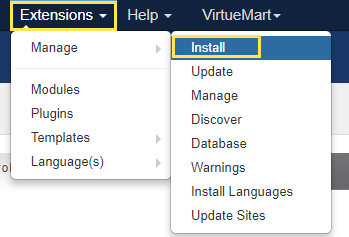 Extensions Help VirtueMart
Manage
Modules
Plugins
Templates
Language(s)
Install
Update
Manage
Discover
Database
Warnings
Install Languages
Update Sites